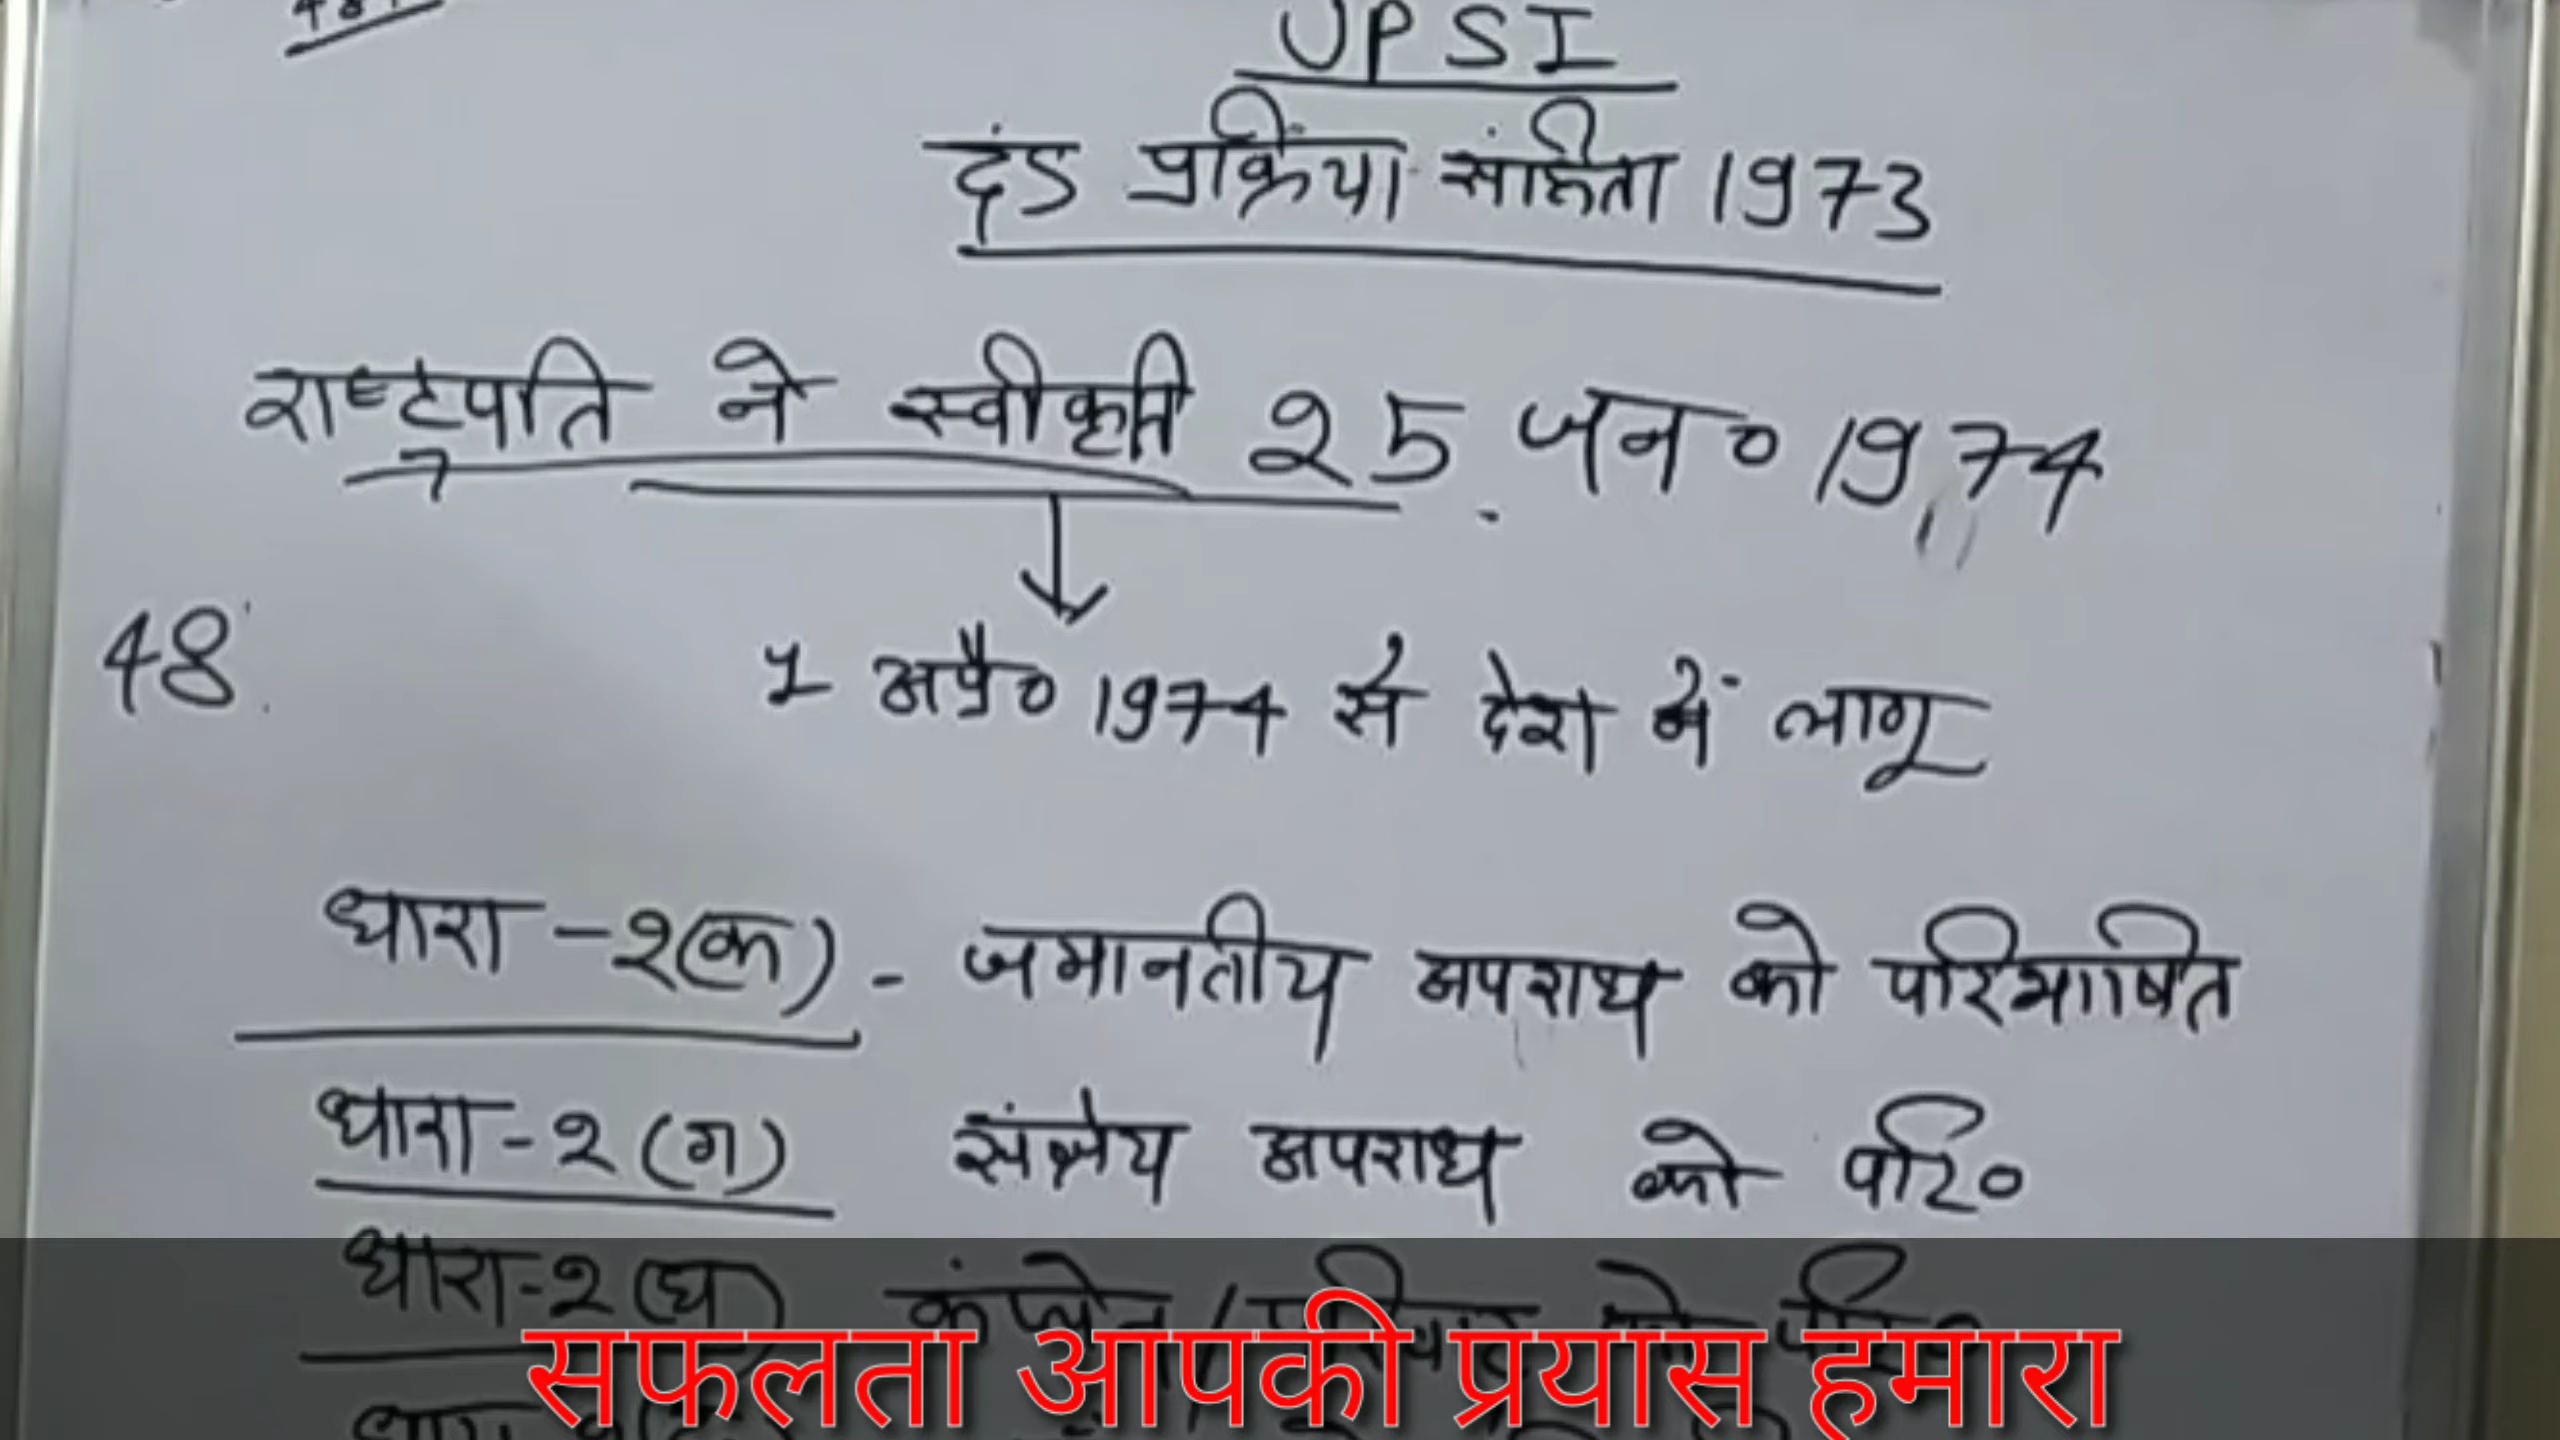 UPSI
दंड प्रक्रिया संहिता 1973
राष्ट्रपति ने स्वीकृति 25 जन० 1974
48
1 अप्रै० 1974 से देश में लागू
धारा - 2(क) - जमानतीय अपराध को परिभाषित
धारा - 2 (ग) संज्ञेय अपराध को परि०
धारा - 2 (घ)
सफलता आपकी प्रयास हमारा